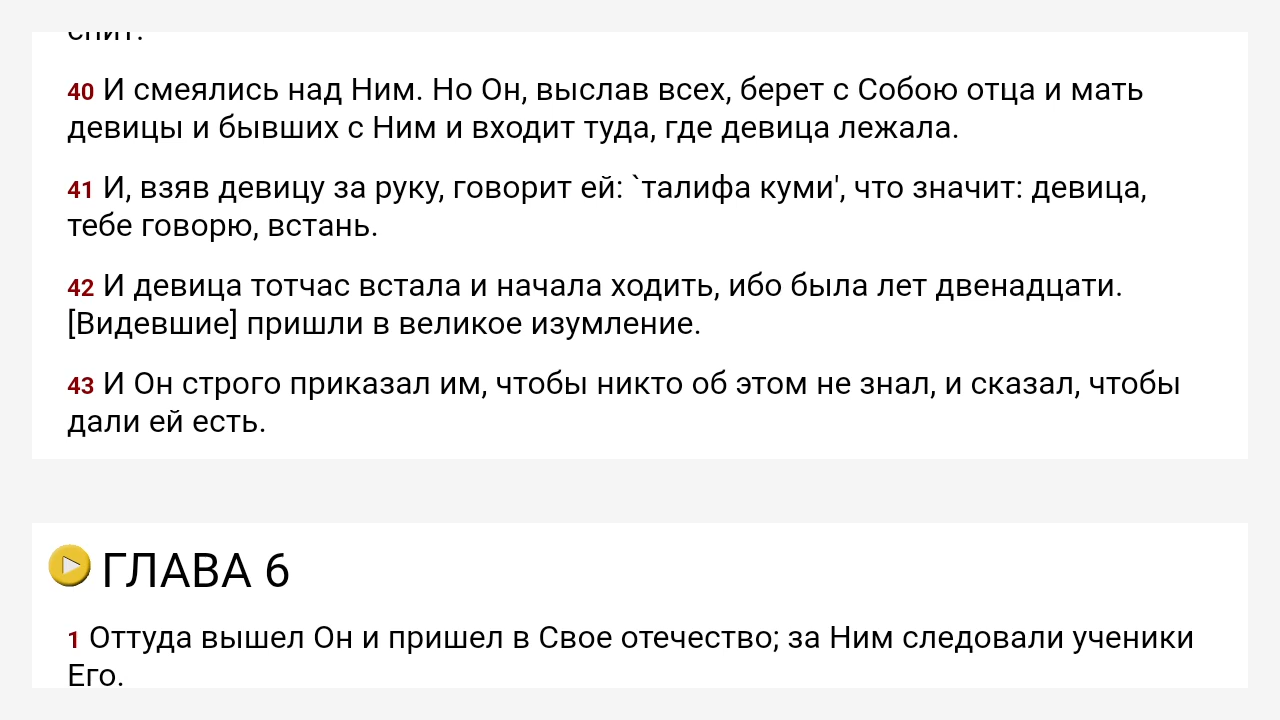 спит.
40 И смеялись над Ним. Но Он, выслав всех, берет с Собою отца и мать
девицы и бывших с Ним и входит туда, где девица лежала.
41 И, взяв девицу за руку, говорит ей: `талифа куми', что значит: девица,
тебе говорю, встань.
42 И девица тотчас встала и начала ходить, ибо была лет двенадцати.
[Видевшие] пришли в великое изумление.
43 И Он строго приказал им, чтобы никто об этом не знал, и сказал, чтобы
дали ей есть.
ГЛАВА 6
1 Оттуда вышел Он и пришел в Свое отечество; за Ним следовали ученики
Его.